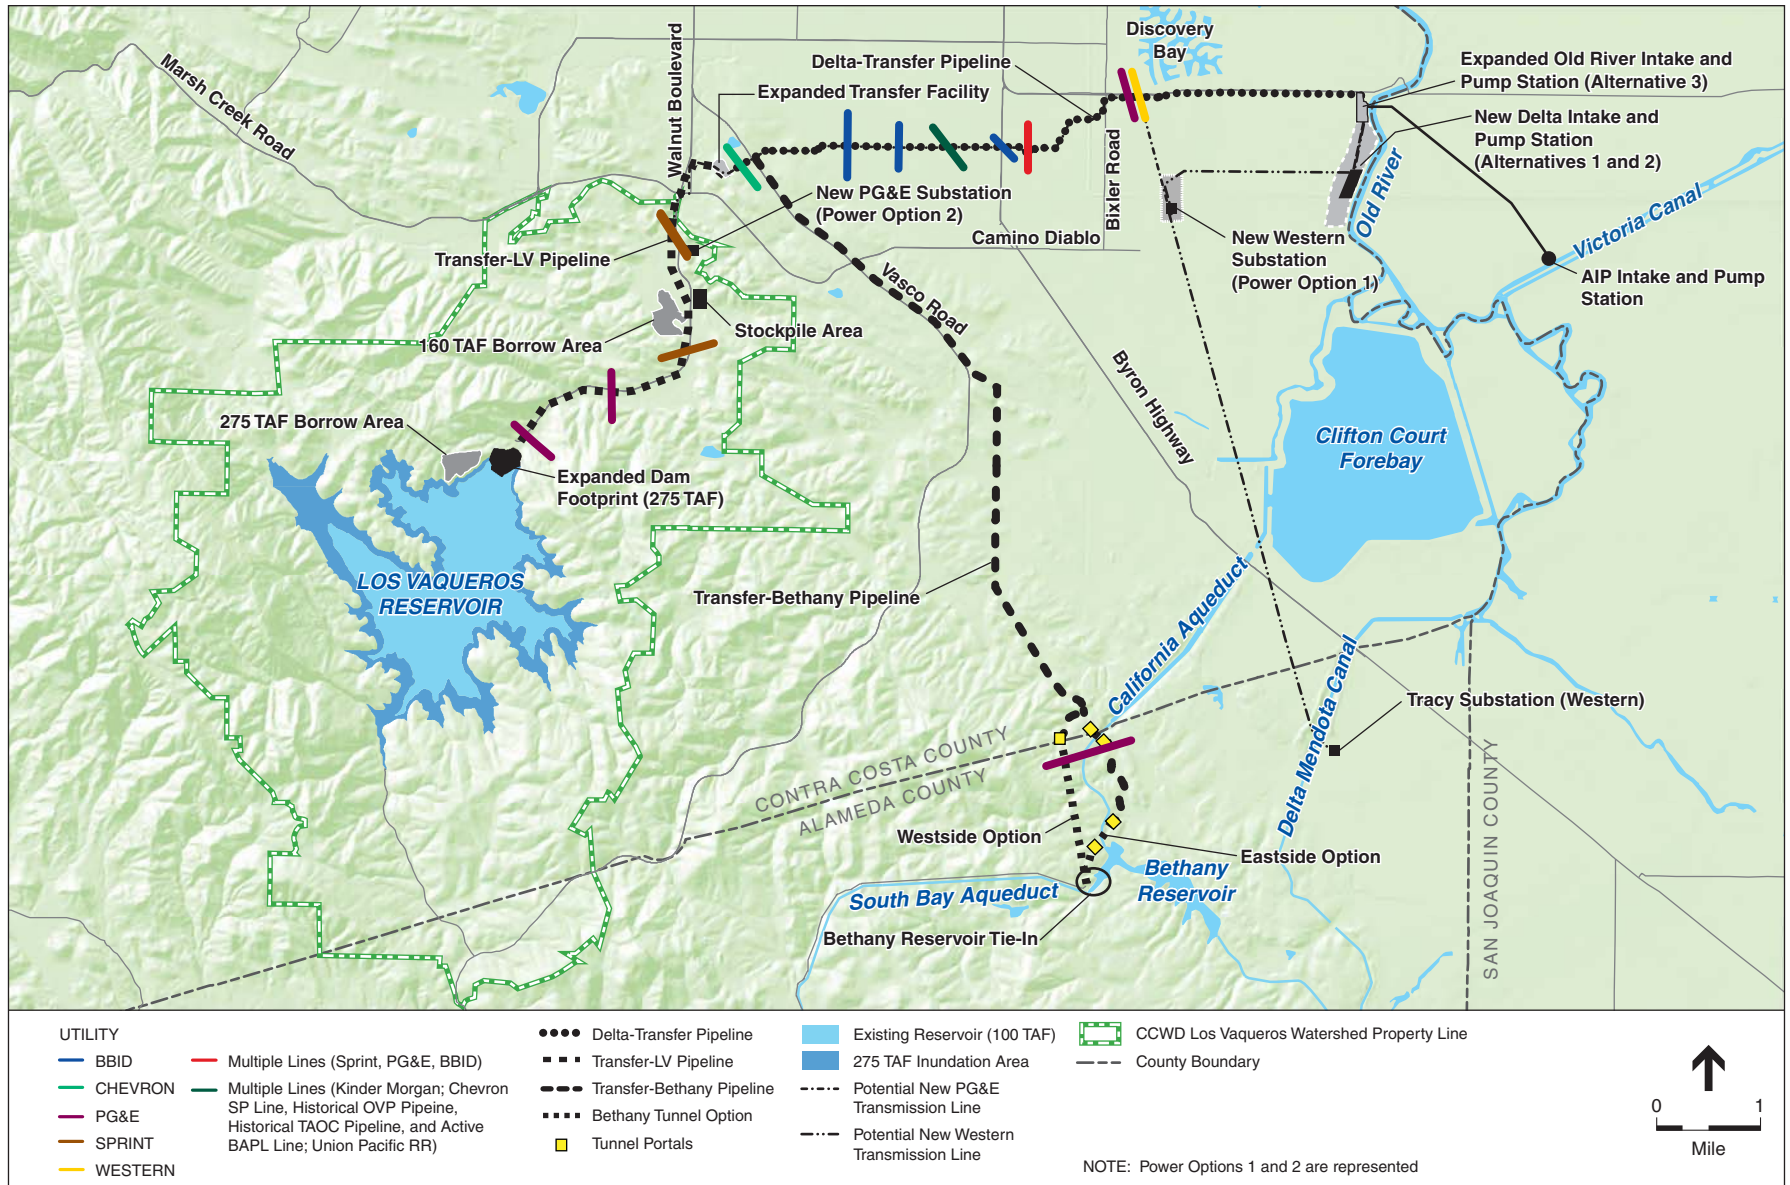 Discovery
Bay
Walnut Boulevard
Marsh Creek Road
Delta-Transfer Pipeline
Expanded Transfer Facility
Expanded Old River Intake and
Pump Station (Alternative 3)
New Delta Intake and
Pump Station
(Alternatives 1 and 2)
Bixler Road
Old River
Victoria Canal
New PG&E Substation
(Power Option 2)
Camino Diablo
Transfer-LV Pipeline
New Western
Substation
(Power Option 1)
AIP Intake and Pump
Station
Vasco Road
Stockpile Area
160 TAF Borrow Area
Byron Highway
275 TAF Borrow Area
Clifton Court
Forebay
Expanded Dam
Footprint (275 TAF)
LOS VAQUEROS
RESERVOIR
Transfer-Bethany Pipeline
California Aqueduct
Delta Mendota Canal
Tracy Substation (Western)
CONTRA COSTA COUNTY
ALAMEDA COUNTY
SAN JOAQUIN COUNTY
Westside Option
Eastside Option
Bethany
Reservoir
South Bay Aqueduct
Bethany Reservoir Tie-In
UTILITY
BBID
CHEVRON
PG&E
SPRINT
WESTERN
Multiple Lines (Sprint, PG&E, BBID)
Multiple Lines (Kinder Morgan; Chevron
SP Line, Historical OVP Pipeine,
Historical TAOC Pipeline, and Active
BAPL Line; Union Pacific RR)
Delta-Transfer Pipeline
Transfer-LV Pipeline
Transfer-Bethany Pipeline
Bethany Tunnel Option
Tunnel Portals
Existing Reservoir (100 TAF)
275 TAF Inundation Area
Potential New PG&E
Transmission Line
Potential New Western
Transmission Line
CCWD Los Vaqueros Watershed Property Line
County Boundary
0 1
Mile
NOTE: Power Options 1 and 2 are represented